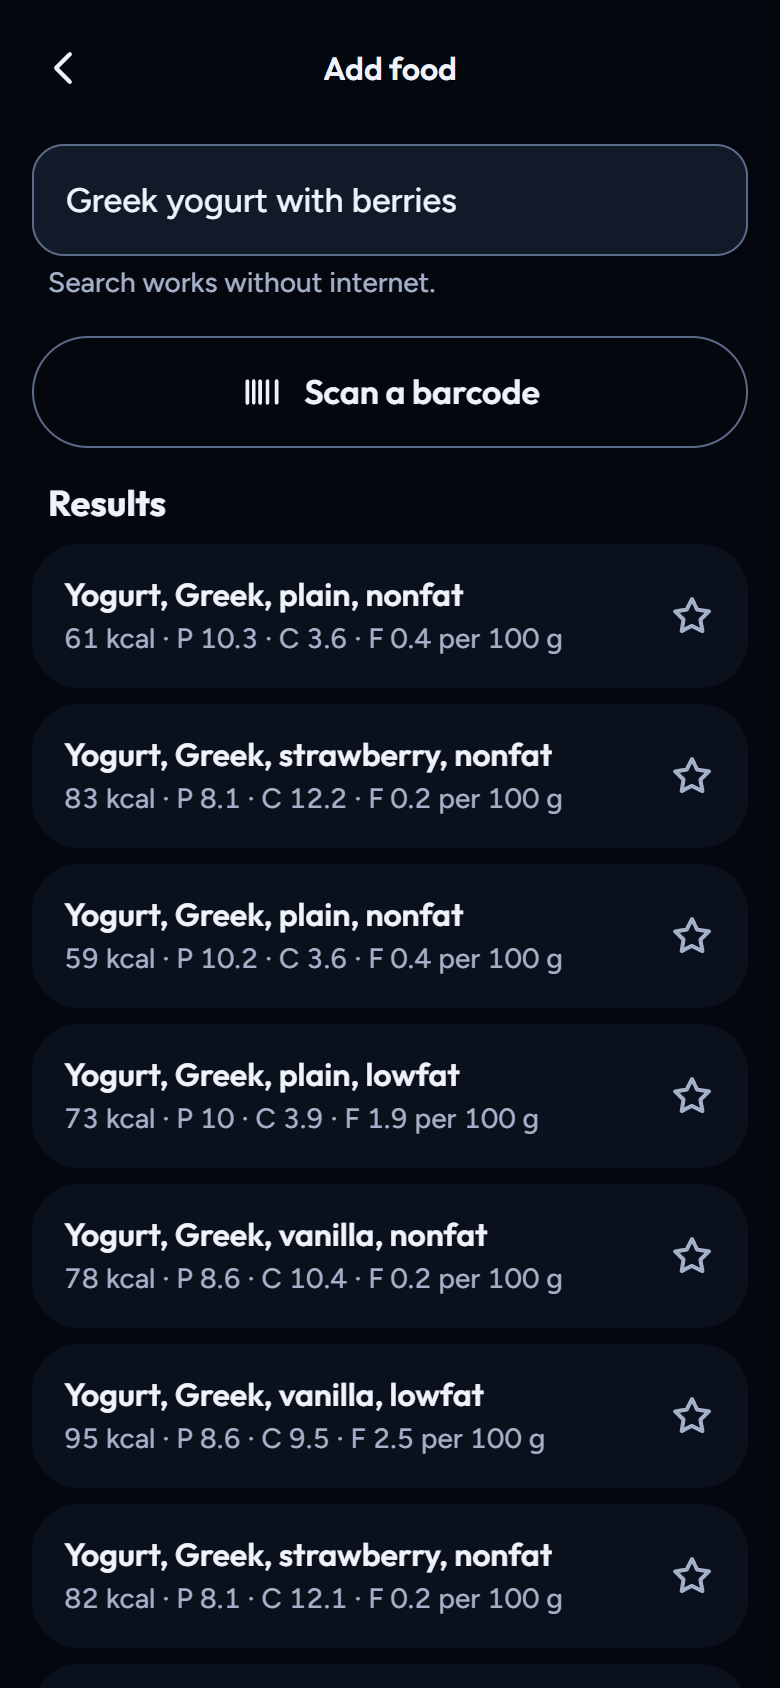 Add food
Greek yogurt with berries
Search works without internet.
Scan a barcode
Results
Yogurt, Greek, plain, nonfat
61 kcal · P 10.3 · C 3.6 · F 0.4 per 100 g
Yogurt, Greek, strawberry, nonfat
83 kcal · P 8.1 · C 12.2 · F 0.2 per 100 g
Yogurt, Greek, plain, nonfat
59 kcal · P 10.2 · C 3.6 · F 0.4 per 100 g
Yogurt, Greek, plain, lowfat
73 kcal · P 10 · C 3.9 · F 1.9 per 100 g
Yogurt, Greek, vanilla, nonfat
78 kcal · P 8.6 · C 10.4 · F 0.2 per 100 g
Yogurt, Greek, vanilla, lowfat
95 kcal · P 8.6 · C 9.5 · F 2.5 per 100 g
Yogurt, Greek, strawberry, nonfat
82 kcal · P 8.1 · C 12.1 · F 0.2 per 100 g